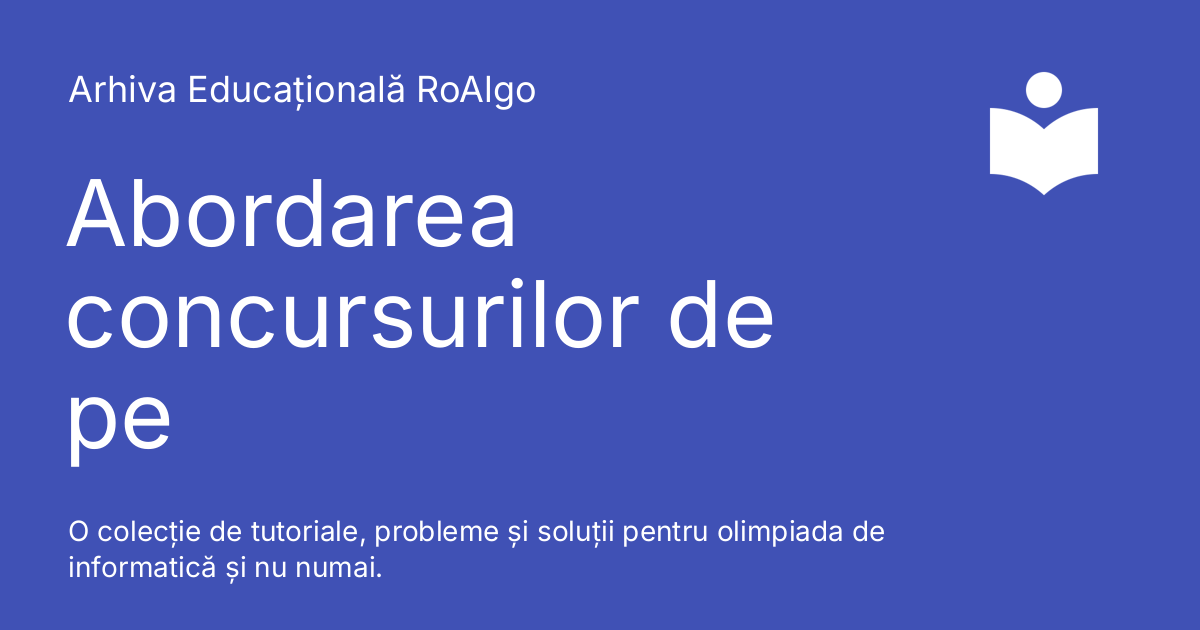 Arhiva Educațională RoAlgo
Abordarea
concursurilor de
pe
O colecție de tutoriale, probleme și soluții pentru olimpiada de
informatică și nu numai.